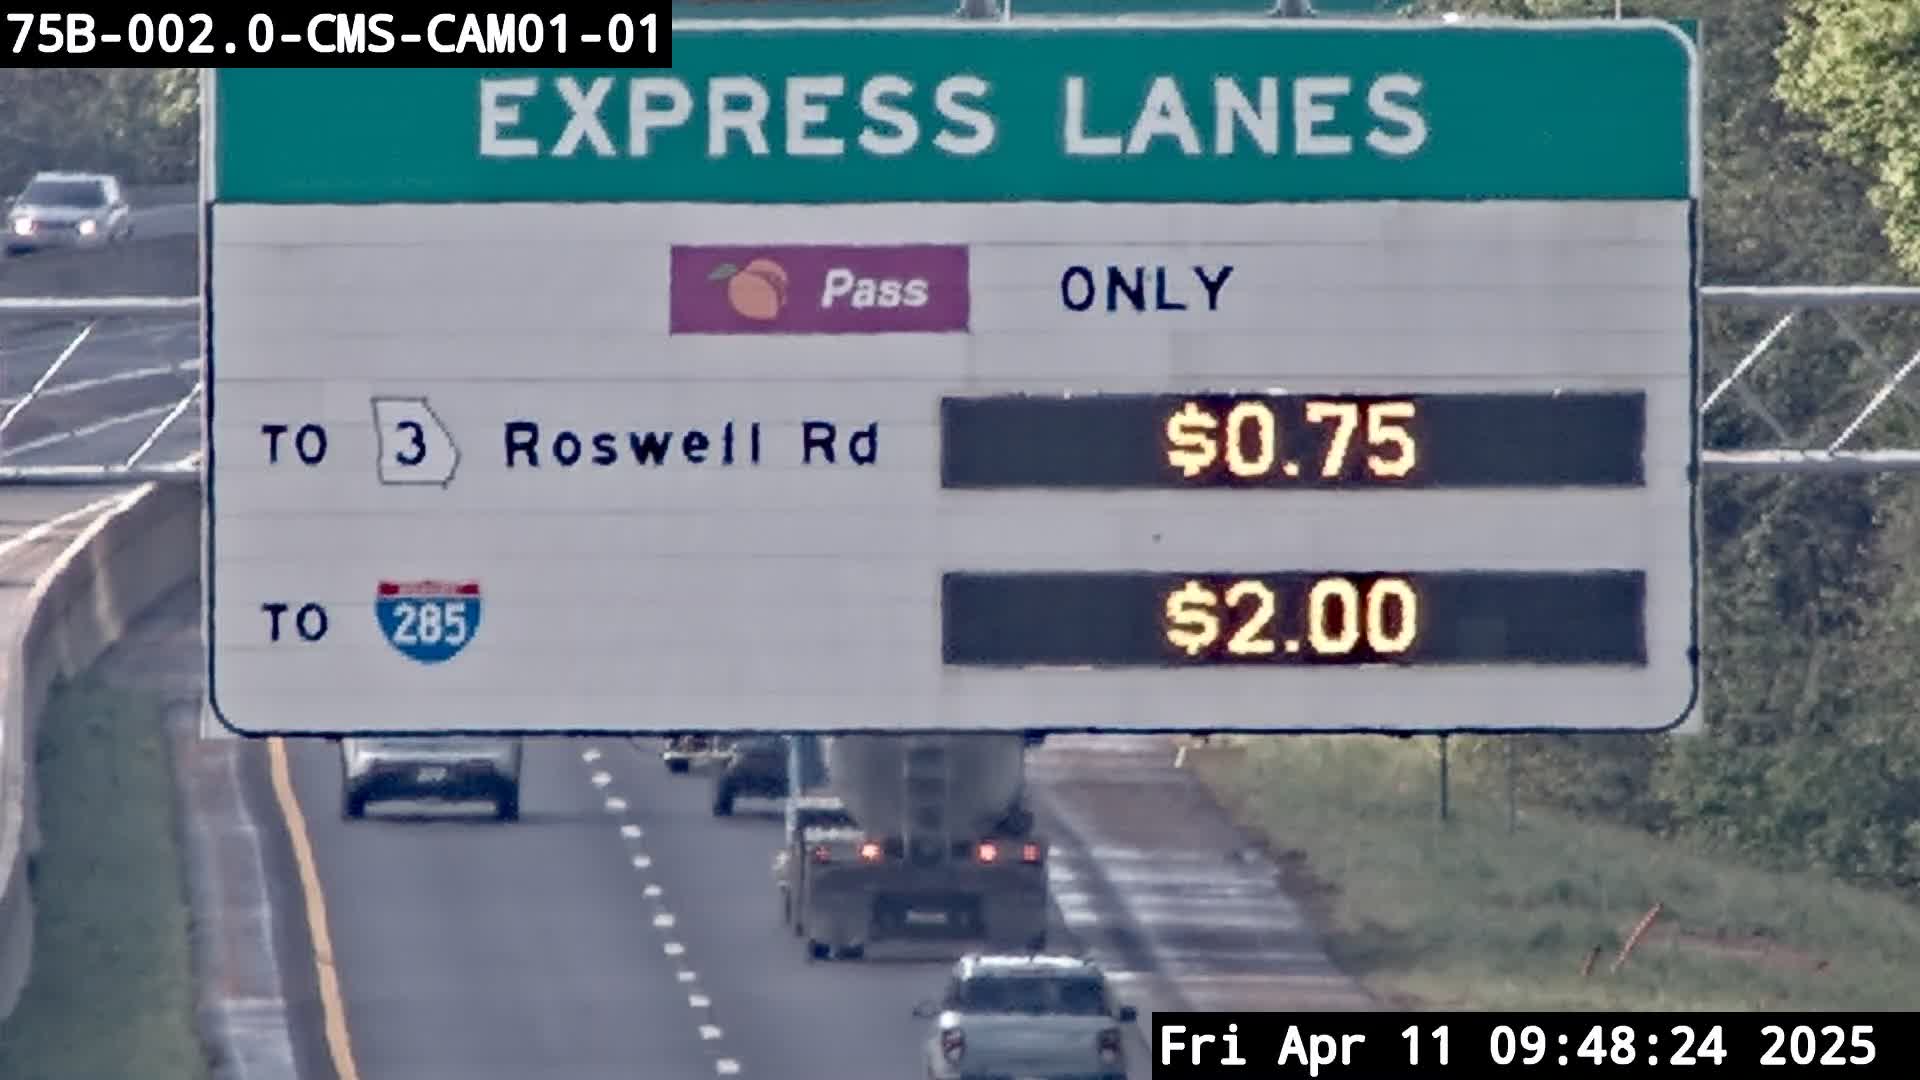 75B-002.0-CMS-CAM01-01
EXPRESS LANES
Pass ONLY
TO 3 Roswell Rd $0.75
TO 285 $2.00
Fri Apr 11 09:48:24 2025